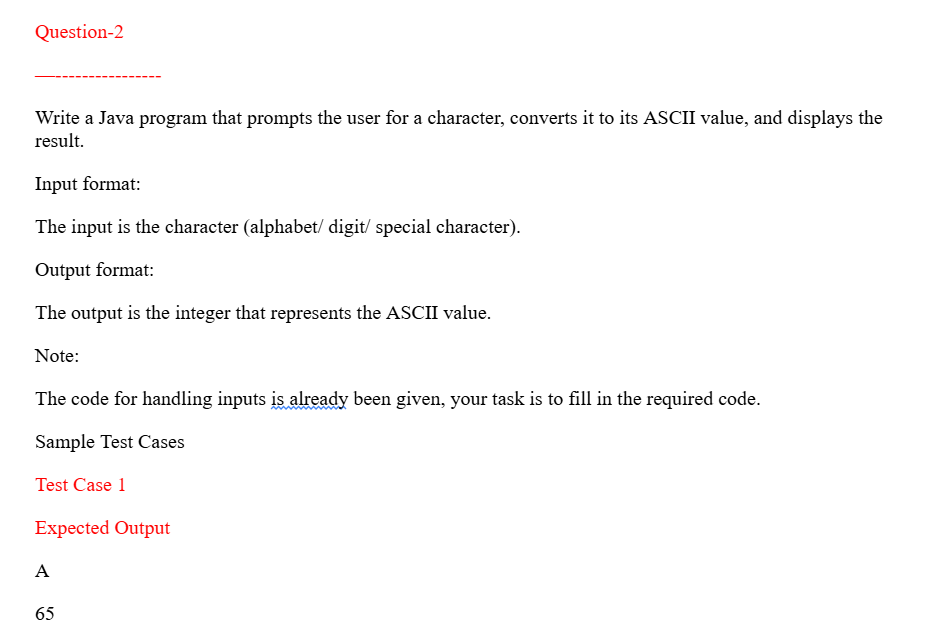 Question-2
—----------------
Write a Java program that prompts the user for a character, converts it to its ASCII value, and displays the
result.
Input format:
The input is the character (alphabet/ digit/ special character).
Output format:
The output is the integer that represents the ASCII value.
Note:
The code for handling inputs is already been given, your task is to fill in the required code.
Sample Test Cases
Test Case 1
Expected Output
A
65